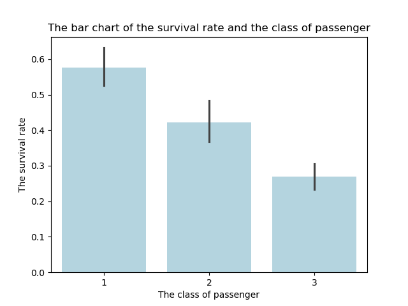 The bar chart of the survival rate and the class of passenger
0.6
0.5
0.4
0.3
0.2
0.1
0.0
The survival rate
1 2 3
The class of passenger